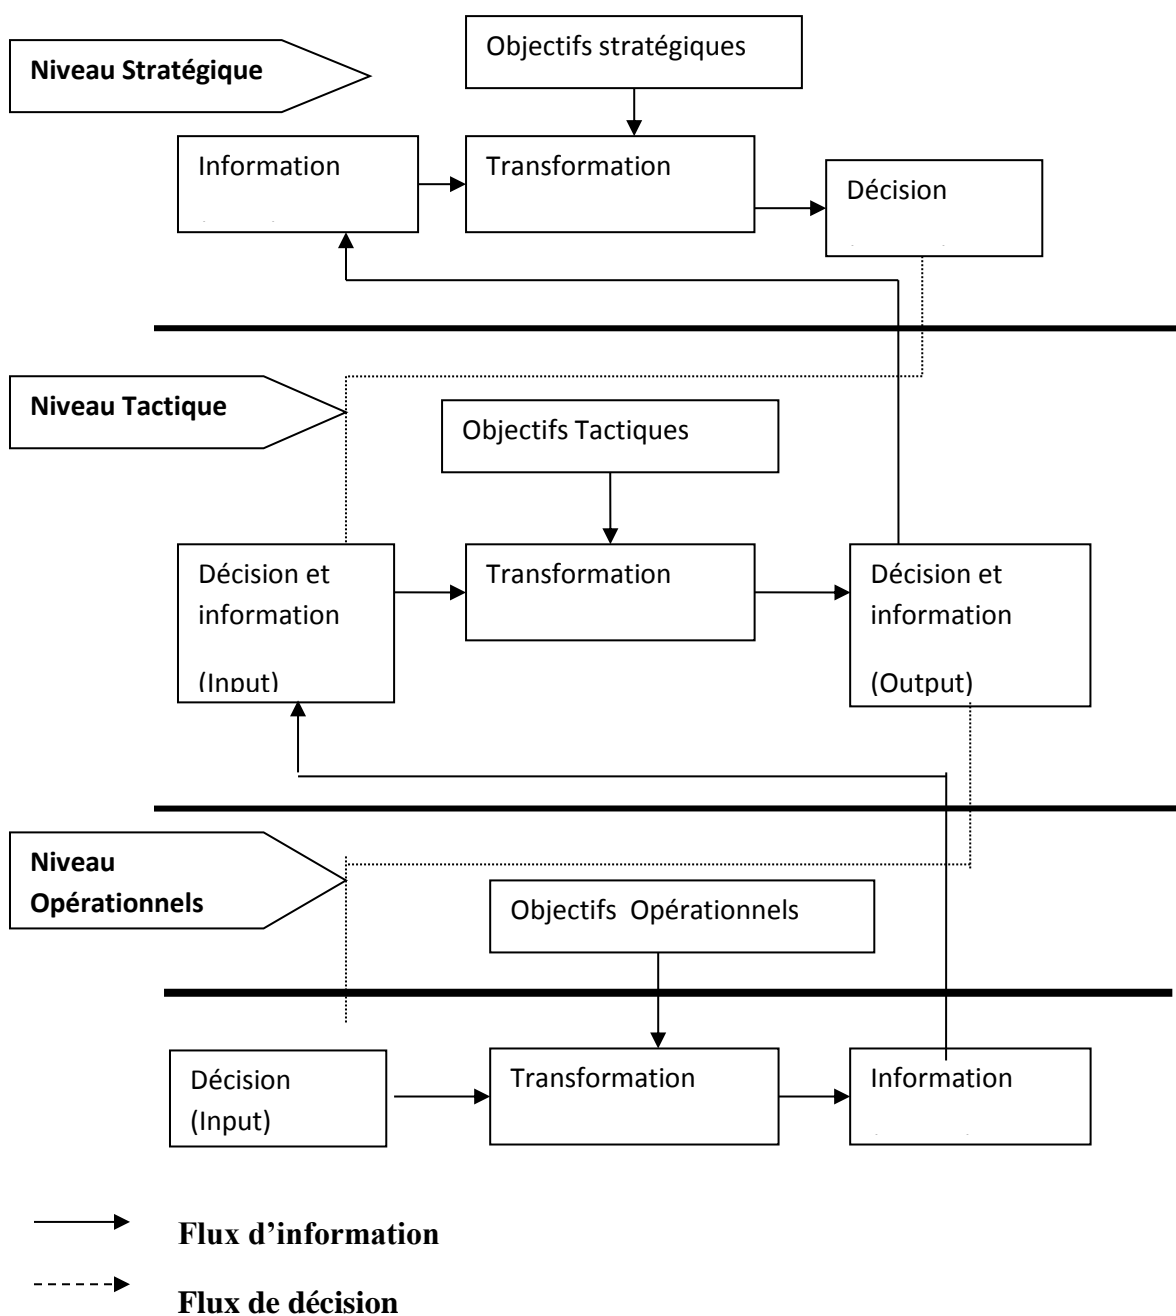 Objectifs stratégiques
Niveau Stratégique
Information
Transformation
Décision
Niveau Tactique
Objectifs Tactiques
Décision et
information
(Input)
Transformation
Décision et
information
(Output)
Niveau
Opérationnels
Objectifs  Opérationnels
Décision
(Input)
Transformation
Information
Flux d’information
Flux de décision